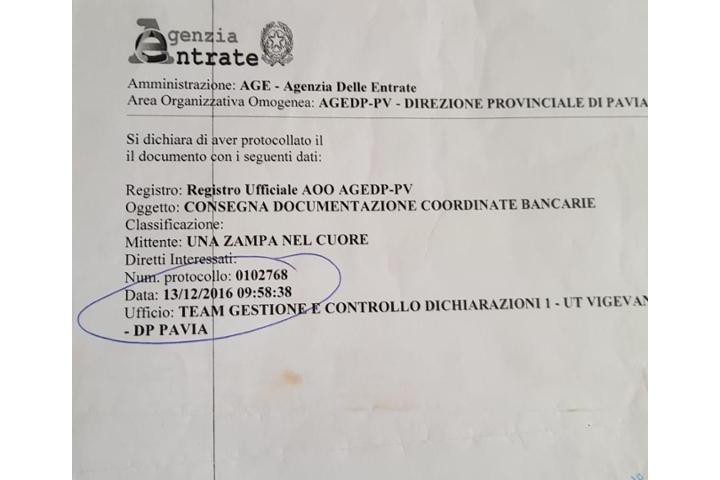 Agenzia
Entrate
Amministrazione: AGE - Agenzia Delle Entrate
Area Organizzativa Omogenea: AGEDP-PV - DIREZIONE PROVINCIALE DI PAVIA
Si dichiara di aver protocollato il
il documento con i seguenti dati:
Registro: Registro Ufficiale AOO AGEDP-PV
Oggetto: CONSEGNA DOCUMENTAZIONE COORDINATE BANCARIE
Classificazione:
Mittente: UNA ZAMPA NEL CUORE
Diretti Interessati:
Num. protocollo: 0102768
Data: 13/12/2016 09:58:38
Ufficio: TEAM GESTIONE E CONTROLLO DICHIARAZIONI 1 - UT VIGEVAN
- DP PAVIA